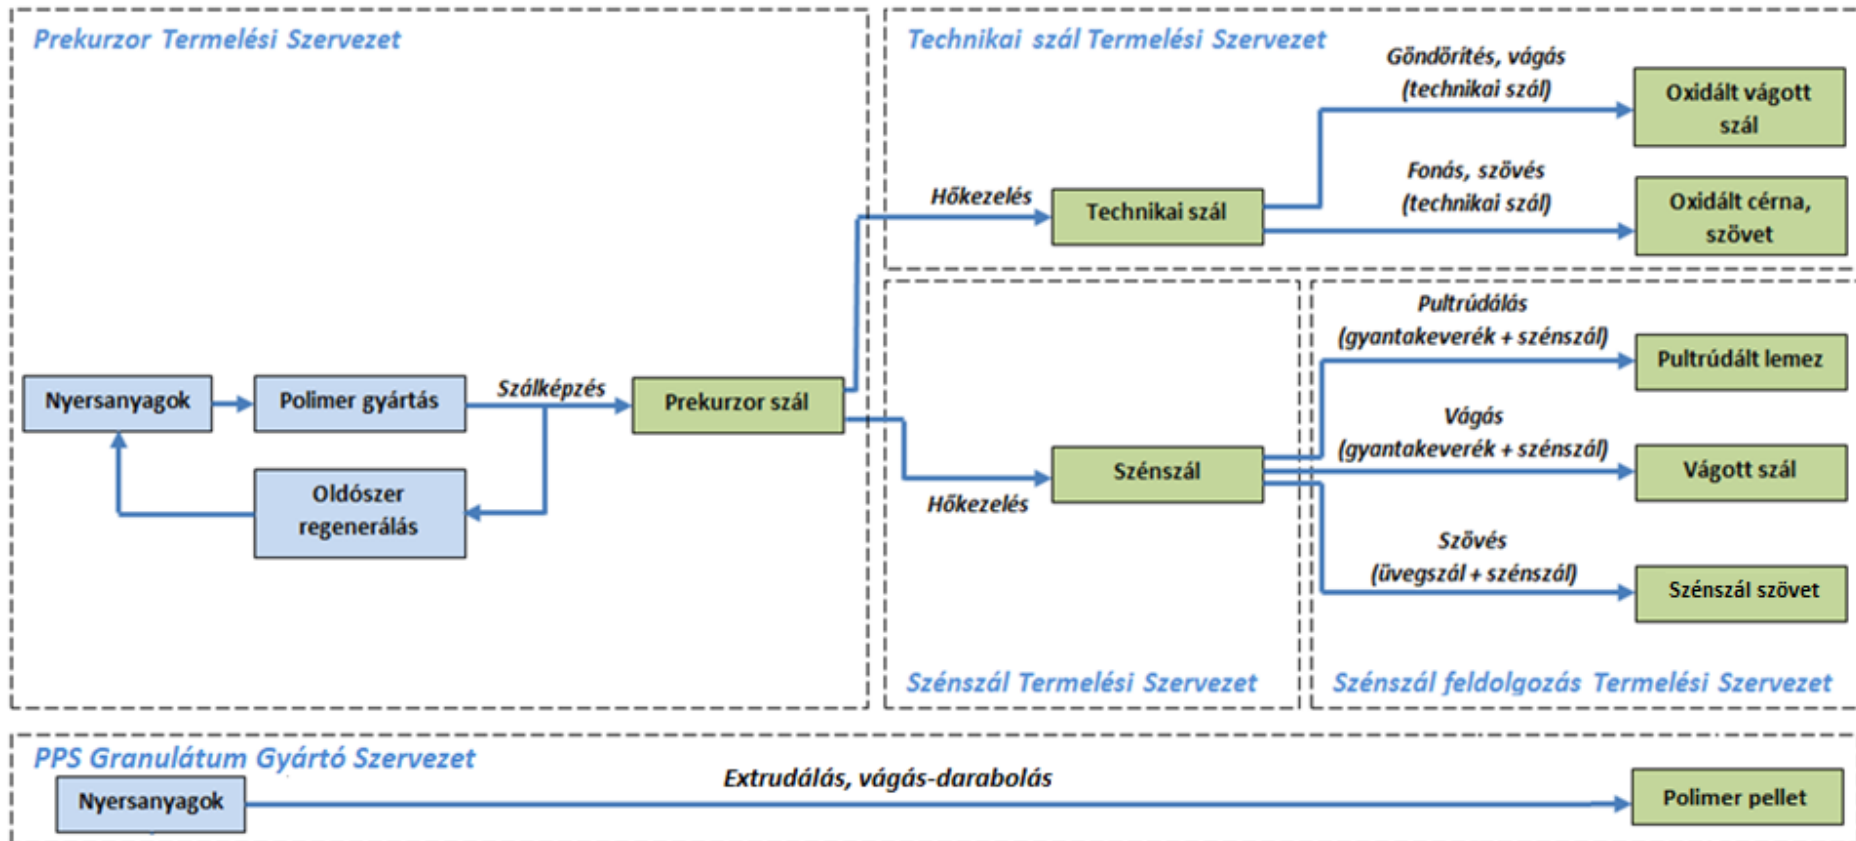 Prekurzor Termelési Szervezet
Nyersanyagok
Polimer gyártás
Szálképzés
Prekurzor szál
Oldószer
regenerálás
Technikai szál Termelési Szervezet
Hőkezelés
Technikai szál
Göndörítés, vágás
(technikai szál)
Oxidált vágott
szál
Fonás, szövés
(technikai szál)
Oxidált cérna,
szövet
Hőkezelés
Szénszál
Szénszál Termelési Szervezet
Pultrúdálás
(gyantakeverék + szénszál)
Pultrúdált lemez
Vágás
(gyantakeverék + szénszál)
Vágott szál
Szövés
(üvegszál + szénszál)
Szénszál szövet
Szénszál feldolgozás Termelési Szervezet
PPS Granulátum Gyártó Szervezet
Nyersanyagok
Extrudálás, vágás-darabolás
Polimer pellet